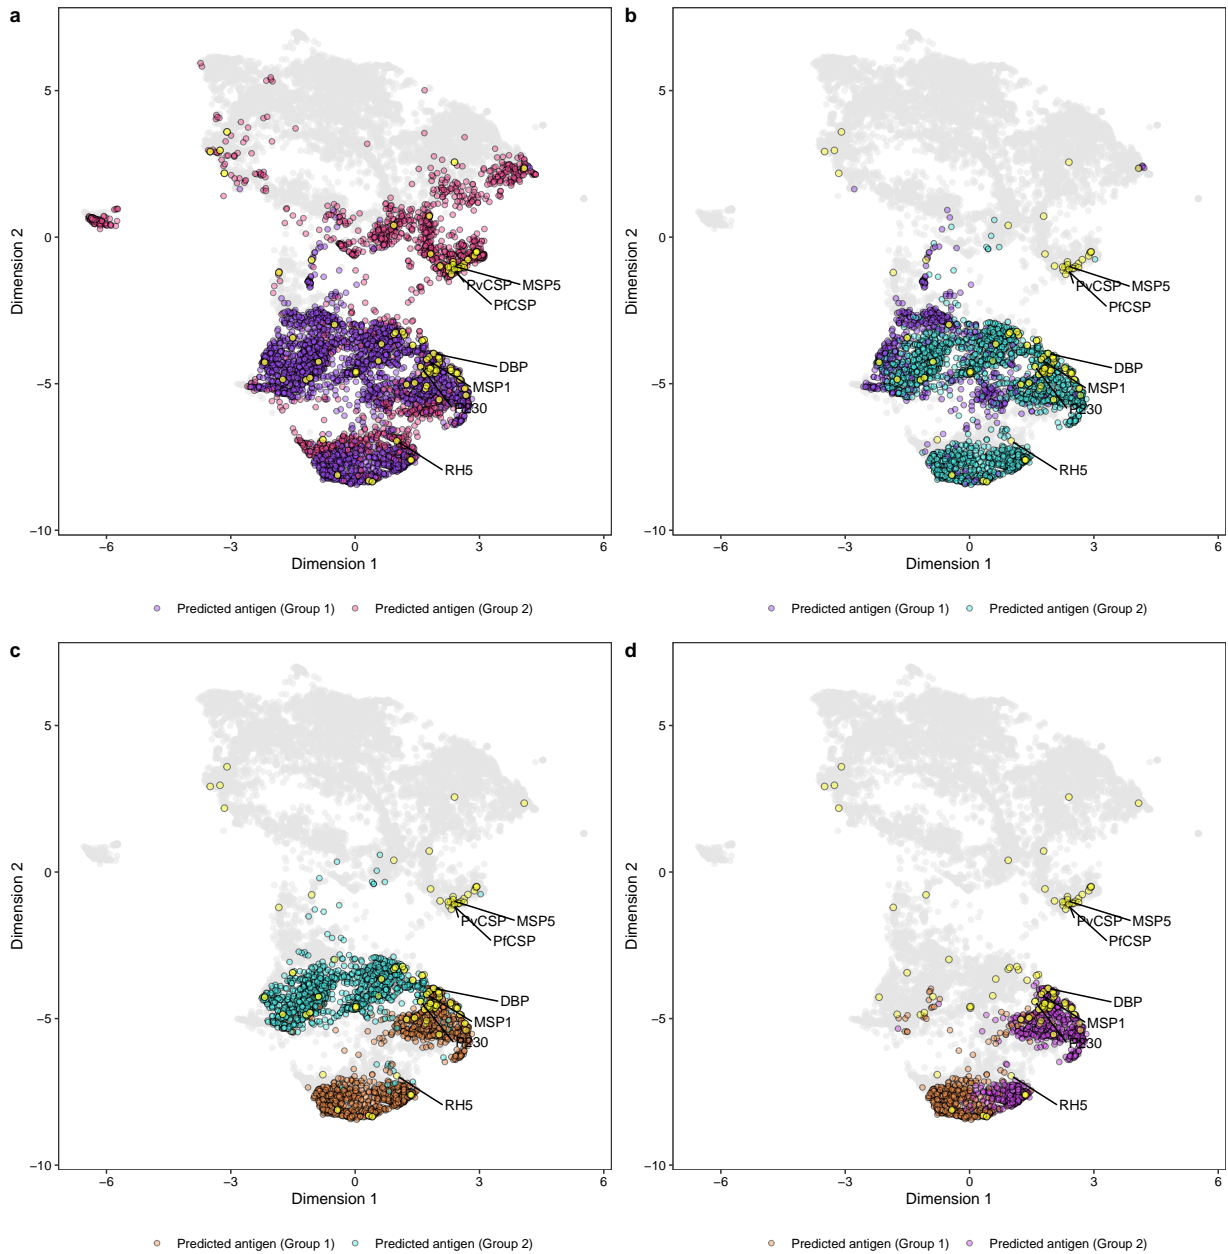 a
5
0
−5
−10
Dimension 2
PvCSP
MSP5
PfCSP
DBP
MSP1
P230
RH5
−6 −3 0 3 6
Dimension 1
Predicted antigen (Group 1) Predicted antigen (Group 2)
b
5
0
−5
−10
Dimension 2
PvCSP
MSP5
PfCSP
DBP
MSP1
P230
RH5
−6 −3 0 3 6
Dimension 1
Predicted antigen (Group 1) Predicted antigen (Group 2)
c
5
0
−5
−10
Dimension 2
PvCSP
MSP5
PfCSP
DBP
MSP1
P230
RH5
−6 −3 0 3 6
Dimension 1
Predicted antigen (Group 1) Predicted antigen (Group 2)
d
5
0
−5
−10
Dimension 2
PvCSP
MSP5
PfCSP
DBP
MSP1
P230
RH5
−6 −3 0 3 6
Dimension 1
Predicted antigen (Group 1) Predicted antigen (Group 2)